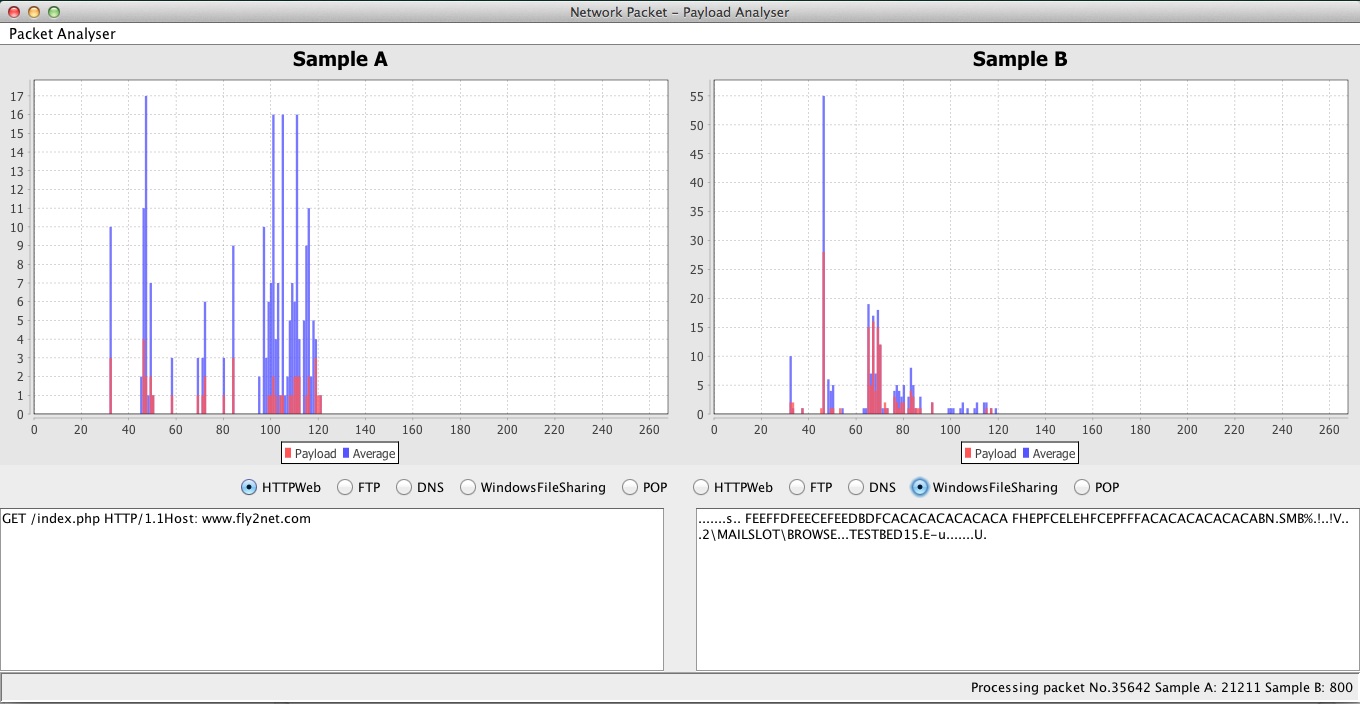 Network Packet – Payload Analyser
Packet Analyser
Sample A
17
16
15
14
13
12
11
10
9
8
7
6
5
4
3
2
1
0
0 20 40 60 80 100 120 140 160 180 200 220 240 260
Payload Average
Sample B
55
50
45
40
35
30
25
20
15
10
5
0
0 20 40 60 80 100 120 140 160 180 200 220 240 260
Payload Average
HTTPWeb FTP DNS WindowsFileSharing POP
HTTPWeb FTP DNS WindowsFileSharing POP
GET /index.php HTTP/1.1Host: www.fly2net.com
.......s.. FEEFFDFEECEFEEDBDFCACACACACACACA FHEPFCELEHFCEPFFFACACACACACACABN.SMB%.!..!V..
.2\MAILSLOT\BROWSE...TESTBED15.E-u.......U.
Processing packet No.35642 Sample A: 21211 Sample B: 800